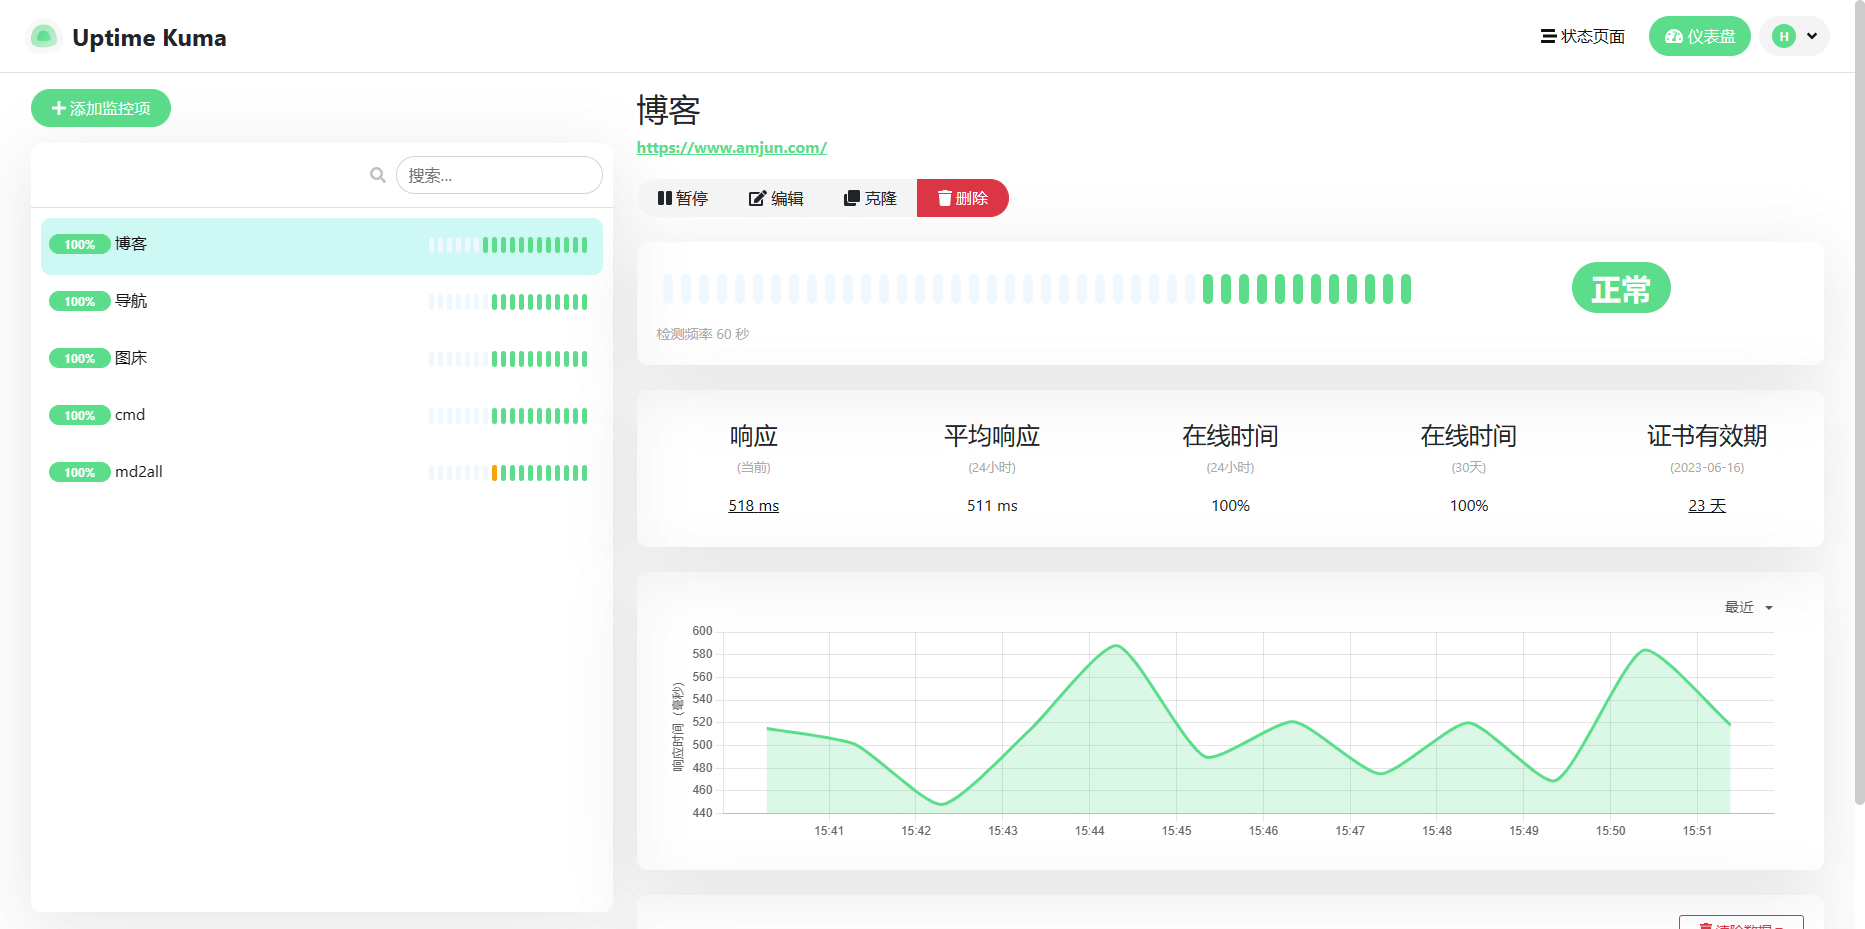 Uptime Kuma
状态页面
仪表盘
H
添加监控项
搜索...
100% 博客
100% 导航
100% 图床
100% cmd
100% md2all
博客
https://www.amjun.com/
暂停 编辑 克隆 删除
正常
检测频率 60 秒
响应 平均响应 在线时间 在线时间 证书有效期
(当前) (24小时) (24小时) (30天) (2023-06-16)
518 ms 511 ms 100% 100% 23 天
最近
响应时间（毫秒）
600
580
560
540
520
500
480
460
440
15:41 15:42 15:43 15:44 15:45 15:46 15:47 15:48 15:49 15:50 15:51
清除数据